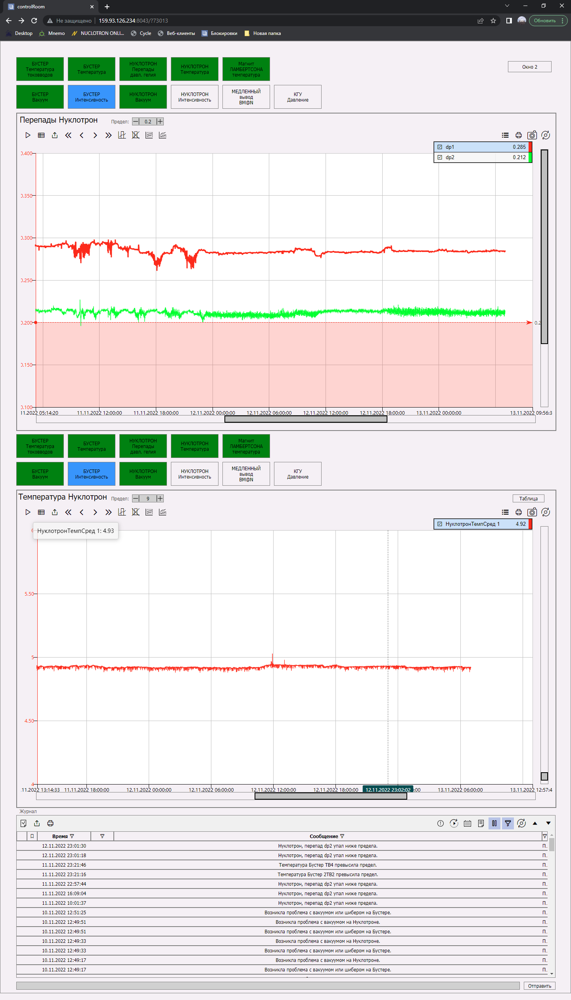 controlRoom
Не защищено 159.93.126.234:8043/?73013 Обновить
Desktop Mnemo NUCLOTRON ONLI... Cycle Веб-клиенты Блокировки Новая папка
БУСТЕР Температура токовводов
БУСТЕР Температура
НУКЛОТРОН Перепады давл. гелия
НУКЛОТРОН Температура
Магнит ЛАМБЕРТСОНА температура
Окно 2
БУСТЕР Вакуум
БУСТЕР Интенсивность
НУКЛОТРОН Вакуум
НУКЛОТРОН Интенсивность
МЕДЛЕННЫЙ вывод BM@N
КГУ Давление
Перепады Нуклотрон Предел: 0.2
dp1 0.285
dp2 0.212
0.400
0.350
0.300
0.250
0.200 0.2
0.150
0.100
11.2022 05:14:20 11.11.2022 12:00:00 11.11.2022 18:00:00 12.11.2022 00:00:00 12.11.2022 06:00:00 12.11.2022 12:00:00 12.11.2022 18:00:00 13.11.2022 00:00:00 13.11.2022 09:56:3
БУСТЕР Температура токовводов
БУСТЕР Температура
НУКЛОТРОН Перепады давл. гелия
НУКЛОТРОН Температура
Магнит ЛАМБЕРТСОНА температура
БУСТЕР Вакуум
БУСТЕР Интенсивность
НУКЛОТРОН Вакуум
НУКЛОТРОН Интенсивность
МЕДЛЕННЫЙ вывод BM@N
КГУ Давление
Температура Нуклотрон Предел: 9 Таблица
НуклотронТемпСред 1 4.92
6
НуклотронТемпСред 1: 4.93
5.50
5
4.50
4
.11.2022 13:14:33 11.11.2022 18:00:00 12.11.2022 00:00:00 12.11.2022 06:00:00 12.11.2022 12:00:00 12.11.2022 18:00:00 12.11.2022 23:02:02 :00 13.11.2022 06:00:00 13.11.2022 12:57:4
Журнал
Время Сообщение
12.11.2022 23:01:30 Нуклотрон, перепад dp2 упал ниже предела. П.
12.11.2022 23:01:18 Нуклотрон, перепад dp2 упал ниже предела. П.
11.11.2022 23:21:46 Температура Бустер ТВ4 превысила предел. П.
11.11.2022 23:21:16 Температура Бустер 2ТВ2 превысила предел. П.
11.11.2022 22:57:44 Нуклотрон, перепад dp2 упал ниже предела. П.
11.11.2022 16:09:04 Нуклотрон, перепад dp2 упал ниже предела. П.
11.11.2022 10:01:37 Нуклотрон, перепад dp2 упал ниже предела. П.
10.11.2022 12:51:25 Возникла проблема с вакуумом или шибером на Бустере. П.
10.11.2022 12:49:51 Возникла проблема с вакуумом на Нуклотроне. П.
10.11.2022 12:49:51 Возникла проблема с вакуумом или шибером на Бустере. П.
10.11.2022 12:49:33 Возникла проблема с вакуумом на Нуклотроне. П.
10.11.2022 12:49:33 Возникла проблема с вакуумом или шибером на Бустере. П.
10.11.2022 12:49:17 Возникла проблема с вакуумом на Нуклотроне. П.
10.11.2022 12:49:17 Возникла проблема с вакуумом или шибером на Бустере. П.
Отправить